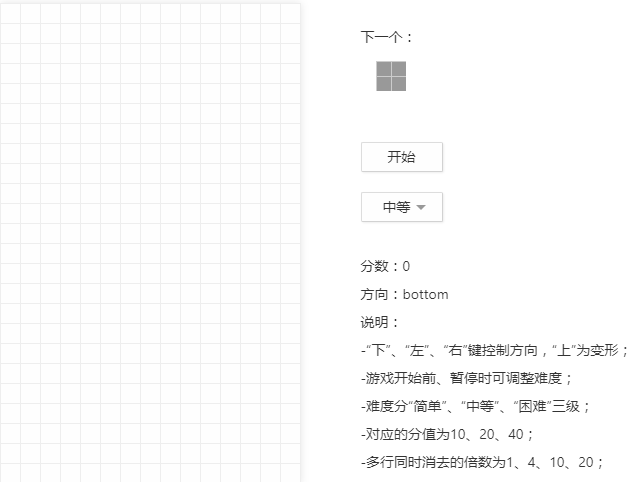 下一个：
开始
中等
分数：0
方向：bottom
说明：
-“下”、“左”、“右”键控制方向，“上”为变形；
-游戏开始前、暂停时可调整难度；
-难度分“简单”、“中等”、“困难”三级；
-对应的分值为10、20、40；
-多行同时消去的倍数为1、4、10、20；